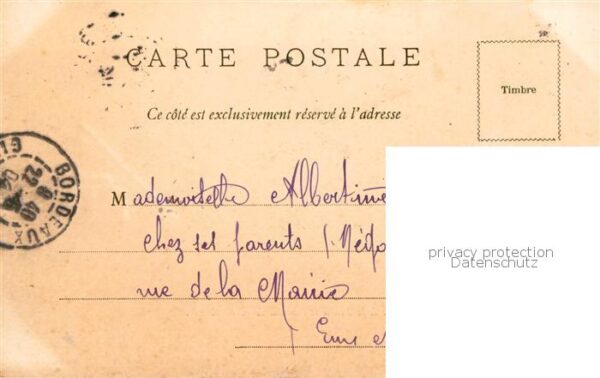 CARTE POSTALE
Timbre
Ce côté est exclusivement réservé à l'adresse
BORDEAUX
22
privacy protection
Datenschutz
Mademoiselle Albertine
chez ses parents
rue de la Mairie